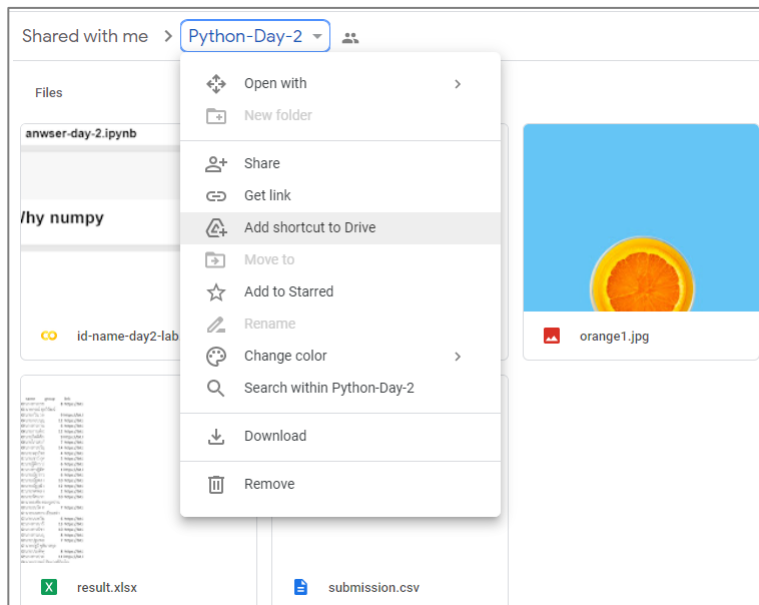 Shared with me > Python-Day-2
Files
Open with
New folder
Share
Get link
Add shortcut to Drive
Move to
Add to Starred
Rename
Change color
Search within Python-Day-2
Download
Remove
anwser-day-2.ipynb
Why numpy
id-name-day2-lab
orange1.jpg
result.xlsx
submission.csv